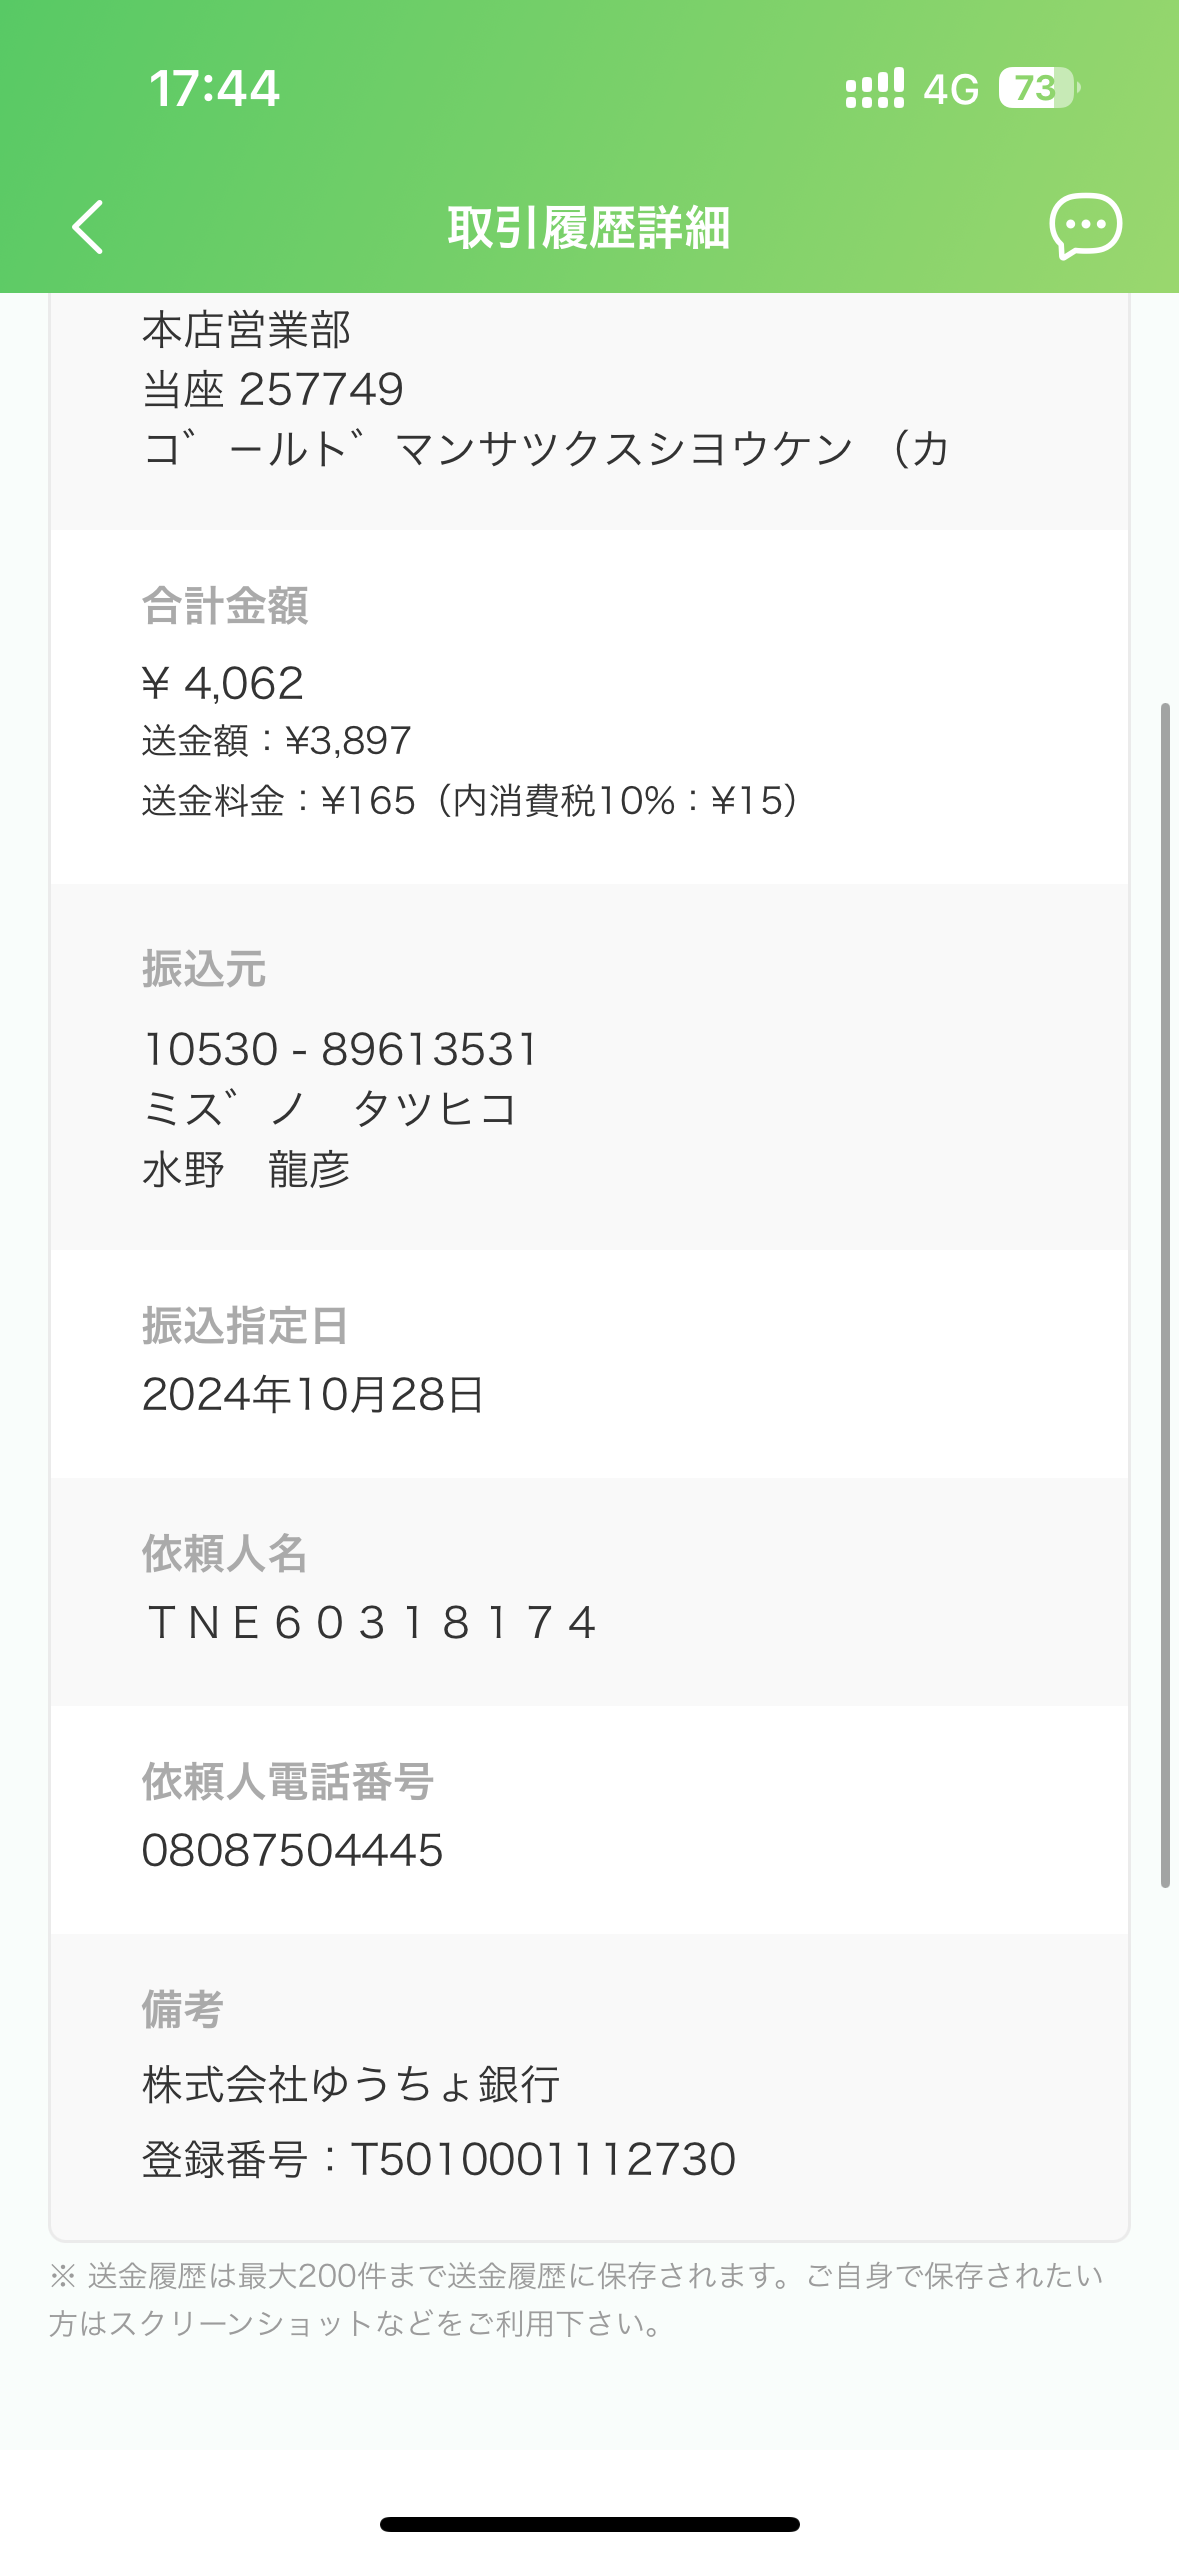 17:44
4G 73
取引履歴詳細
本店営業部
当座 257749
ゴールドマンサツクスシヨウケン （カ
合計金額
¥ 4,062
送金額：¥3,897
送金料金：¥165（内消費税10%：¥15）
振込元
10530 - 89613531
ミズノ　タツヒコ
水野　龍彦
振込指定日
2024年10月28日
依頼人名
ＴＮＥ６０３１８１７４
依頼人電話番号
08087504445
備考
株式会社ゆうちょ銀行
登録番号：T5010001112730
※ 送金履歴は最大200件まで送金履歴に保存されます。ご自身で保存されたい
方はスクリーンショットなどをご利用下さい。